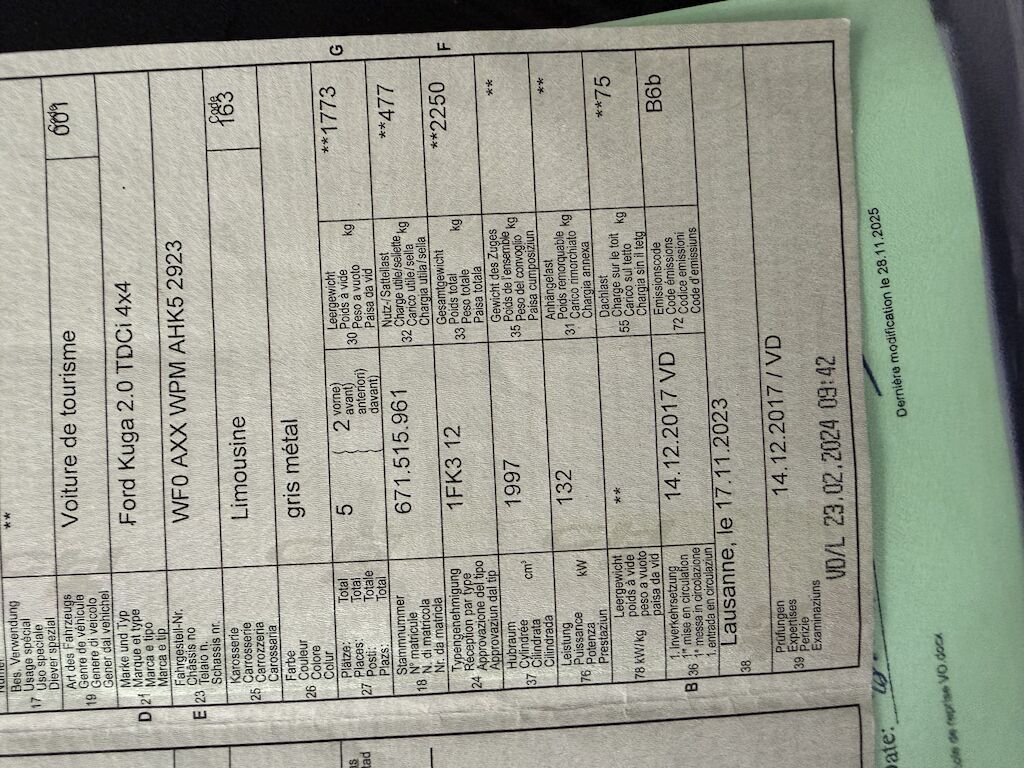 **
Bes. Verwendung
Usage spécial
17 Uso speciale
Diever spezial
Art des Fahrzeugs
Genre de véhicule
19 Genere di veicolo
Gener da vehichel
Voiture de tourisme
Code
001
Marke und Typ
Marque et type
D 21 Marca e tipo
Marca e tip
Ford Kuga 2.0 TDCi 4x4
Fahrgestell-Nr.
Châssis no
E 23 Telaio n.
Schassis nr.
WF0 AXX WPM AHK5 2923
Karosserie
Carrosserie
25 Carrozzeria
Carossaria
Limousine
Code
163
Farbe
Couleur
26 Colore
Colur
gris métal
Plätze: Total
Places: Total
27 Posti: Totale
Plazs: Total
5
2 vorne)
avant)
anteriori)
davant)
Leergewicht
Poids à vide
30 Peso a vuoto kg
Paisa da vid
**1773
G
Stammnummer
N° matricule
18 N. di matricola
Nr. da matricla
671.515.961
Nutz-/Sattellast
Charge utile/sellette
32 Carico utile/sella kg
Chargia utila/sella
**477
Typengenehmigung
Réception par type
24 Approvazione del tipo
Approvaziun dal tip
1FK3 12
Gesamtgewicht
Poids total
33 Peso totale kg
Paisa totala
**2250
F
Hubraum
Cylindrée
37 Cilindrata cm³
Cilindrada
1997
Gewicht des Zuges
Poids de l'ensemble
35 Peso del convoglio kg
Paisa cumposiziun
**
Leistung
Puissance
76 Potenza kW
Prestaziun
132
Anhängelast
Poids remorquable
31 Carico rimorchiato kg
Chargia annexa
**
Leergewicht
poids à vide
78 kW/kg peso a vuoto
paisa da vid
**
Dachlast
Charge sur le toit
55 Carico sul tetto kg
Chargia sin il tetg
**75
1. Inverkehrsetzung
1re mise en circulation
B 36 1a messa in circolazione
1. entrada en circulaziun
14.12.2017 VD
Emissionscode
Code émissions
72 Codice emissioni
Code d'emissiuns
B6b
38
Lausanne, le 17.11.2023
Prüfungen
Expertises
39 Perizie
Examinaziuns
14.12.2017 / VD
VD/L 23.02.2024 09:42
Date:
Dernière modification le 28.11.2025
de reprise VD.docx